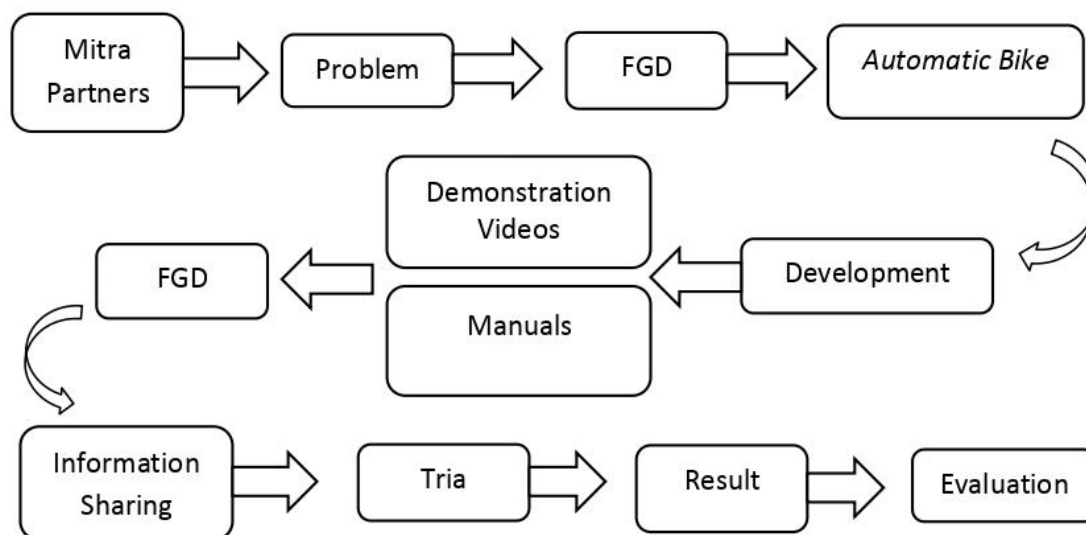 Mitra
Partners
Problem
FGD
Automatic Bike
Demonstration
Videos
FGD
Development
Manuals
Information
Sharing
Tria
Result
Evaluation